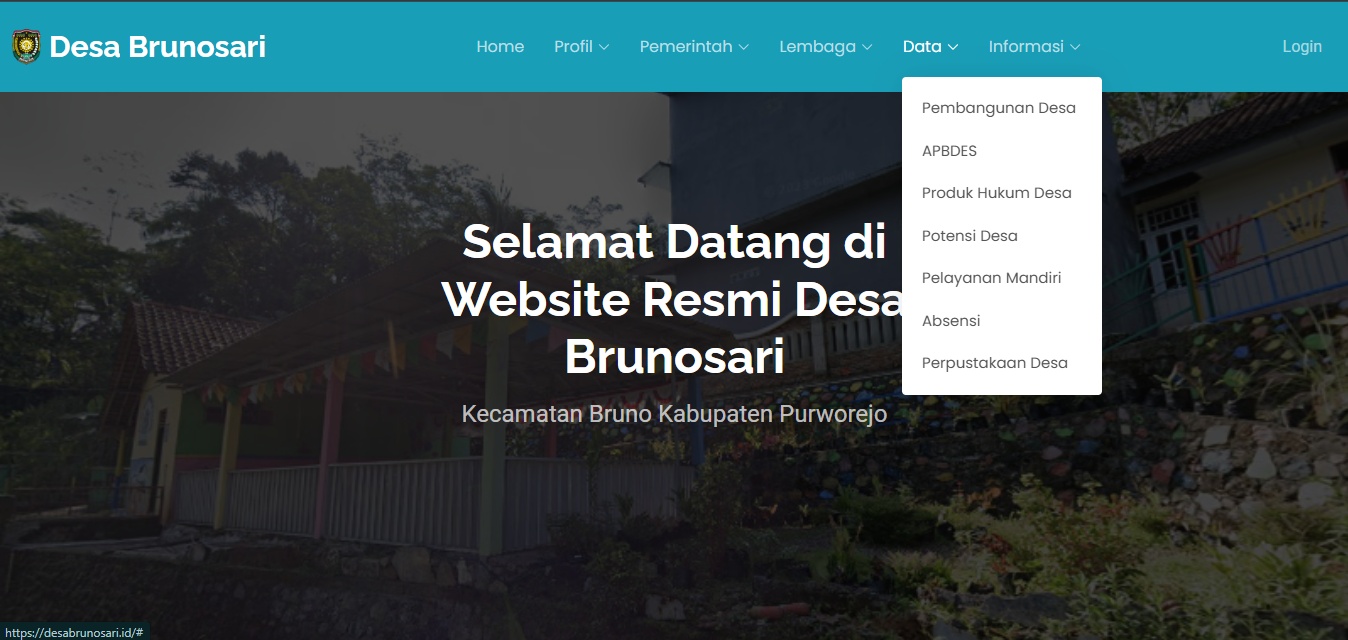 Desa Brunosari
Home
Profil
Pemerintah
Lembaga
Data
Informasi
Login
Pembangunan Desa
APBDES
Produk Hukum Desa
Potensi Desa
Pelayanan Mandiri
Absensi
Perpustakaan Desa
Selamat Datang di
Website Resmi Desa
Brunosari
Kecamatan Bruno Kabupaten Purworejo
https://desabrunosari.id/#